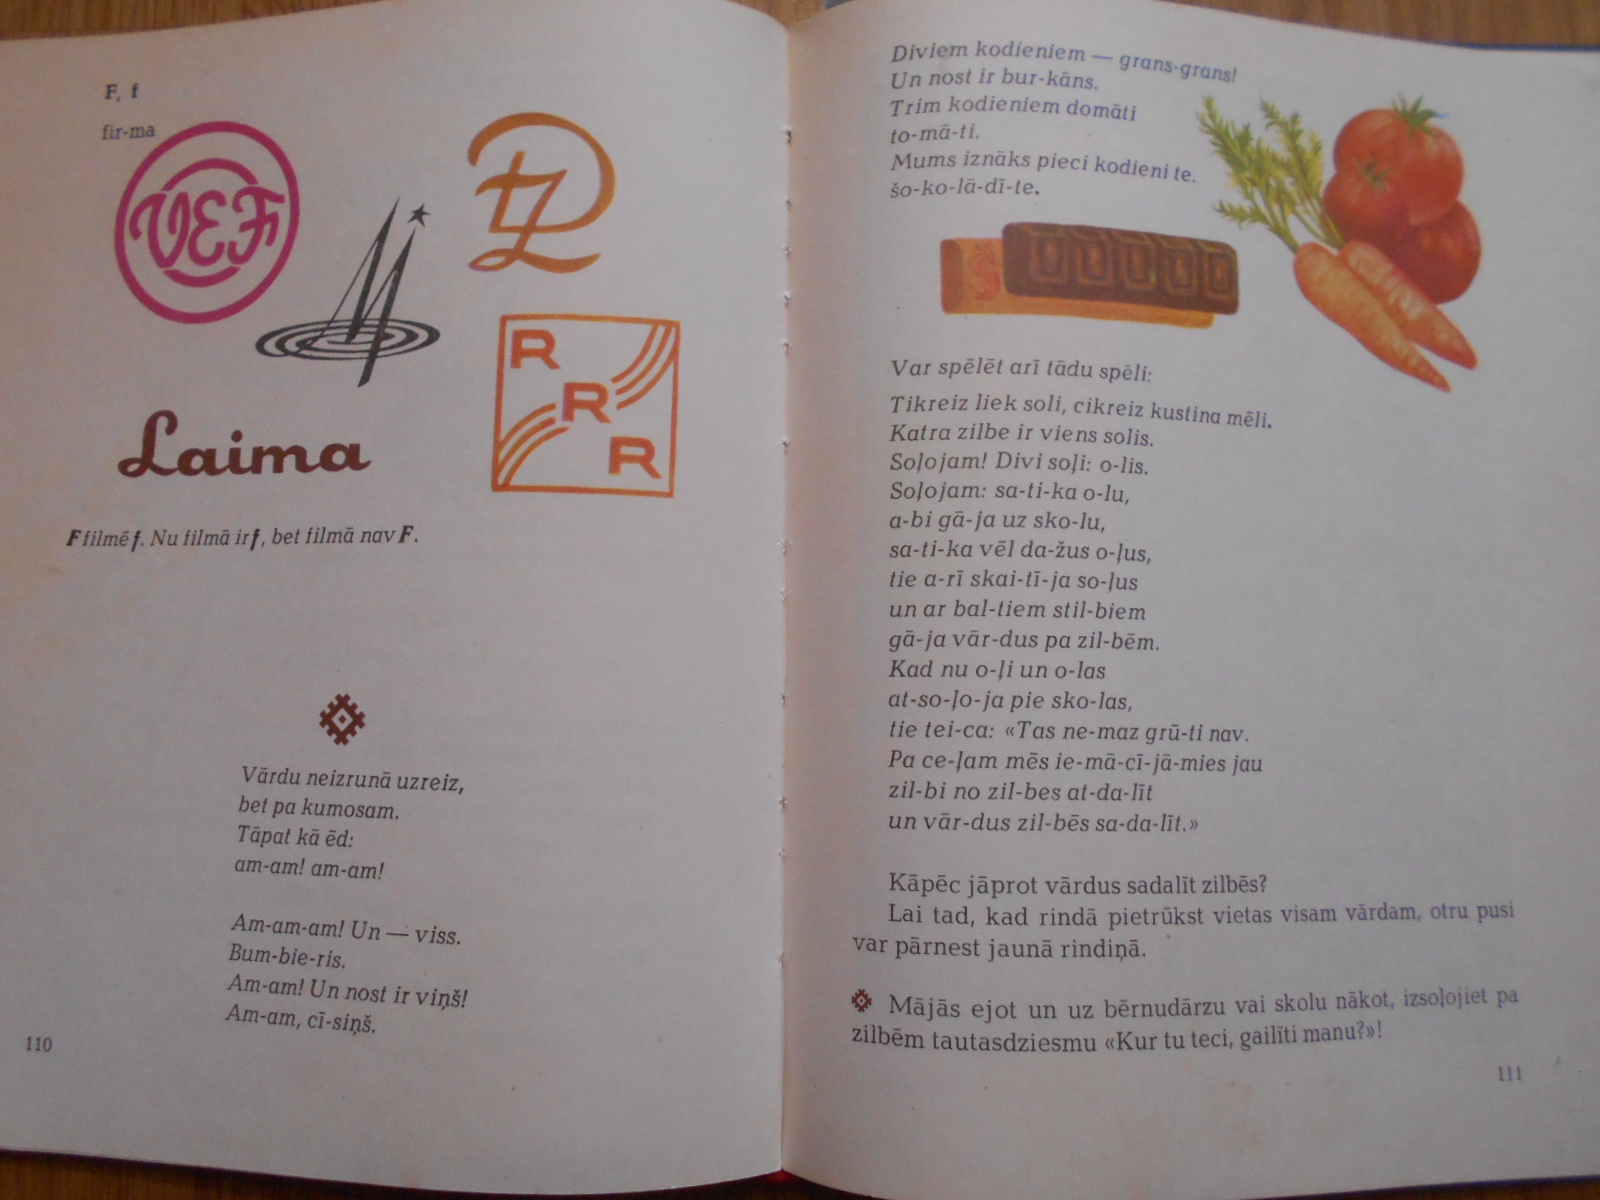 F, f
fir-ma
VEF
DZ
R
R
R
Laima
F filmē f. Nu filmā ir f, bet filmā nav F.
Vārdu neizrunā uzreiz,
bet pa kumosam.
Tāpat kā ēd:
am-am! am-am!
Am-am-am! Un — viss.
Bum-bie-ris.
Am-am! Un nost ir viņš!
Am-am, cī-siņš.
110
Diviem kodieniem — grans-grans!
Un nost ir bur-kāns.
Trim kodieniem domāti
to-mā-ti.
Mums iznāks pieci kodieni te.
šo-ko-lā-dī-te.
Var spēlēt arī tādu spēli:
Tikreiz liek soli, cikreiz kustina mēli.
Katra zilbe ir viens solis.
Soļojam! Divi soļi: o-lis.
Soļojam: sa-ti-ka o-lu,
a-bi gā-ja uz sko-lu,
sa-ti-ka vēl da-žus o-ļus,
tie a-rī skai-tī-ja so-ļus
un ar bal-tiem stil-biem
gā-ja vār-dus pa zil-bēm.
Kad nu o-ļi un o-las
at-so-ļo-ja pie sko-las,
tie tei-ca: «Tas ne-maz grū-ti nav.
Pa ce-ļam mēs ie-mā-cī-jā-mies jau
zil-bi no zil-bes at-da-līt
un vār-dus zil-bēs sa-da-līt.»
Kāpēc jāprot vārdus sadalīt zilbēs?
Lai tad, kad rindā pietrūkst vietas visam vārdam, otru pusi
var pārnest jaunā rindiņā.
Mājās ejot un uz bērnudārzu vai skolu nākot, izsoļojiet pa
zilbēm tautasdziesmu «Kur tu teci, gailīti manu?»!
111